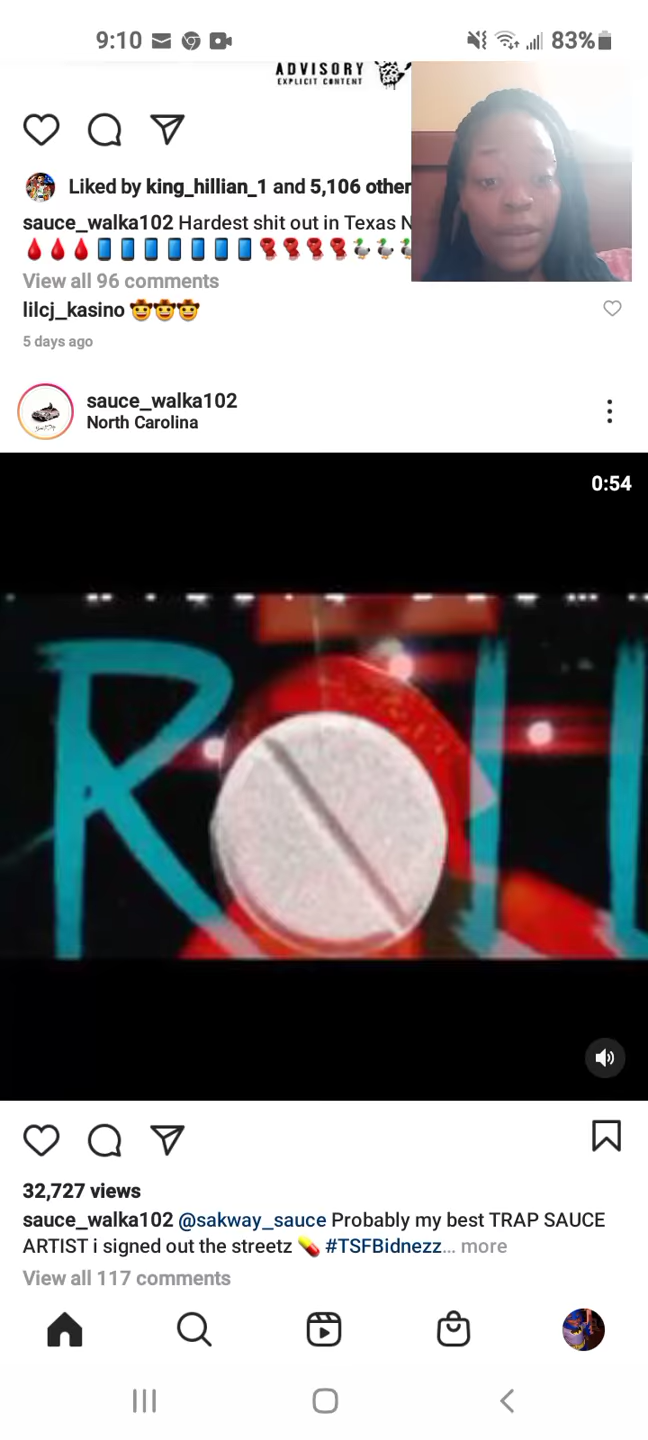 9:10 83%
ADVISORY
EXPLICIT CONTENT
Liked by king_hillian_1 and 5,106 other
sauce_walka102 Hardest shit out in Texas N
🩸🩸🩸📱📱📱📱📱📱📱🧣🧣🧣🧣🦆🦆🦆
View all 96 comments
lilcj_kasino 🤠🤠🤠
5 days ago
sauce_walka102
North Carolina
0:54
R
32,727 views
sauce_walka102 @sakway_sauce Probably my best TRAP SAUCE
ARTIST i signed out the streetz 💊 #TSFBidnezz... more
View all 117 comments